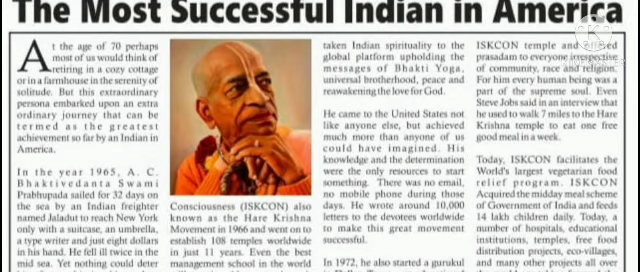 The Most Successful Indian in America
At the age of 70 perhaps
most of us would think of
retiring in a cozy cottage
or in a farmhouse in the serenity of
solitude. But this extraordinary
persona embarked upon an extra
ordinary journey that can be
termed as the greatest
achievement so far by an Indian in
America.
In the year 1965, A. C.
Bhaktivedanta Swami
Prabhupada sailed for 32 days on
the sea by an Indian freighter
named Jaladut to reach New York
only with a suitcase, an umbrella,
a type writer and just eight dollars
in his hand. He fell ill twice in the
mid sea. Yet nothing could deter
Consciousness (ISKCON) also
known as the Hare Krishna
Movement in 1966 and went on to
establish 108 temples worldwide
in just 11 years. Even the best
management school in the world
taken Indian spirituality to the
global platform upholding the
messages of Bhakti Yoga,
universal brotherhood, peace and
reawakening the love for God.
He came to the United States not
like anyone else, but achieved
much more than anyone of us
could have imagined. His
knowledge and the determination
were the only resources to start
something. There was no email,
no mobile phone during those
days. He wrote around 10,000
letters to the devotees worldwide
to make this great movement
successful.
In 1972, he also started a gurukul
ISKCON temple and
prasadam to everyone irrespective
of community, race and religion.
For him every human being was a
part of the supreme soul. Even
Steve Jobs said in an interview that
he used to walk 7 miles to the Hare
Krishna temple to eat one free
good meal in a week.
Today, ISKCON facilitates the
World's largest vegetarian food
relief program. ISKCON
Acquired the midday meal scheme
of Government of India and feeds
14 lakh children daily. Today, a
number of hospitals, educational
institutions, temples, free food
distribution projects, eco-villages,
and many other projects all over